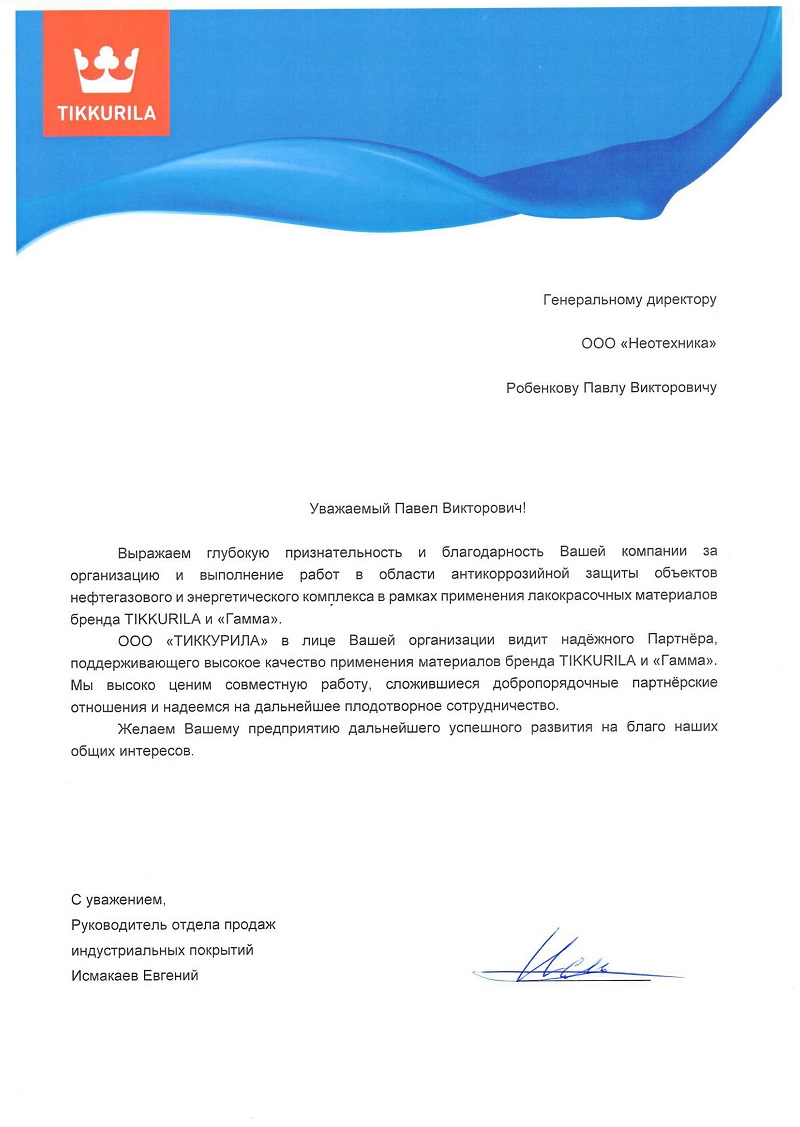 TIKKURILA
Генеральному директору
ООО «Неотехника»
Робенкову Павлу Викторовичу
Уважаемый Павел Викторович!
Выражаем глубокую признательность и благодарность Вашей компании за
организацию и выполнение работ в области антикоррозийной защиты объектов
нефтегазового и энергетического комплекса в рамках применения лакокрасочных материалов
бренда TIKKURILA и «Гамма».
ООО «ТИККУРИЛА» в лице Вашей организации видит надёжного Партнёра,
поддерживающего высокое качество применения материалов бренда TIKKURILA и «Гамма».
Мы высоко ценим совместную работу, сложившиеся добропорядочные партнёрские
отношения и надеемся на дальнейшее плодотворное сотрудничество.
Желаем Вашему предприятию дальнейшего успешного развития на благо наших
общих интересов.
С уважением,
Руководитель отдела продаж
индустриальных покрытий
Исмакаев Евгений